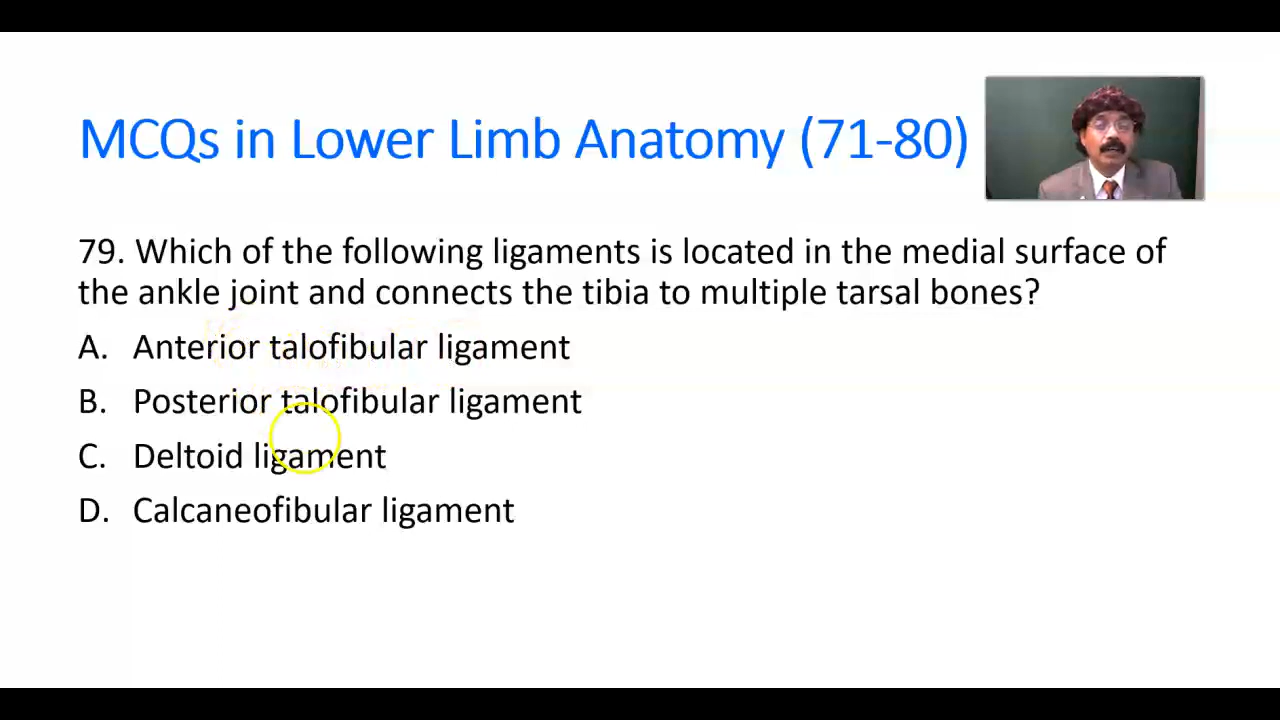 MCQs in Lower Limb Anatomy (71-80)
79. Which of the following ligaments is located in the medial surface of
the ankle joint and connects the tibia to multiple tarsal bones?
A. Anterior talofibular ligament
B. Posterior talofibular ligament
C. Deltoid ligament
D. Calcaneofibular ligament